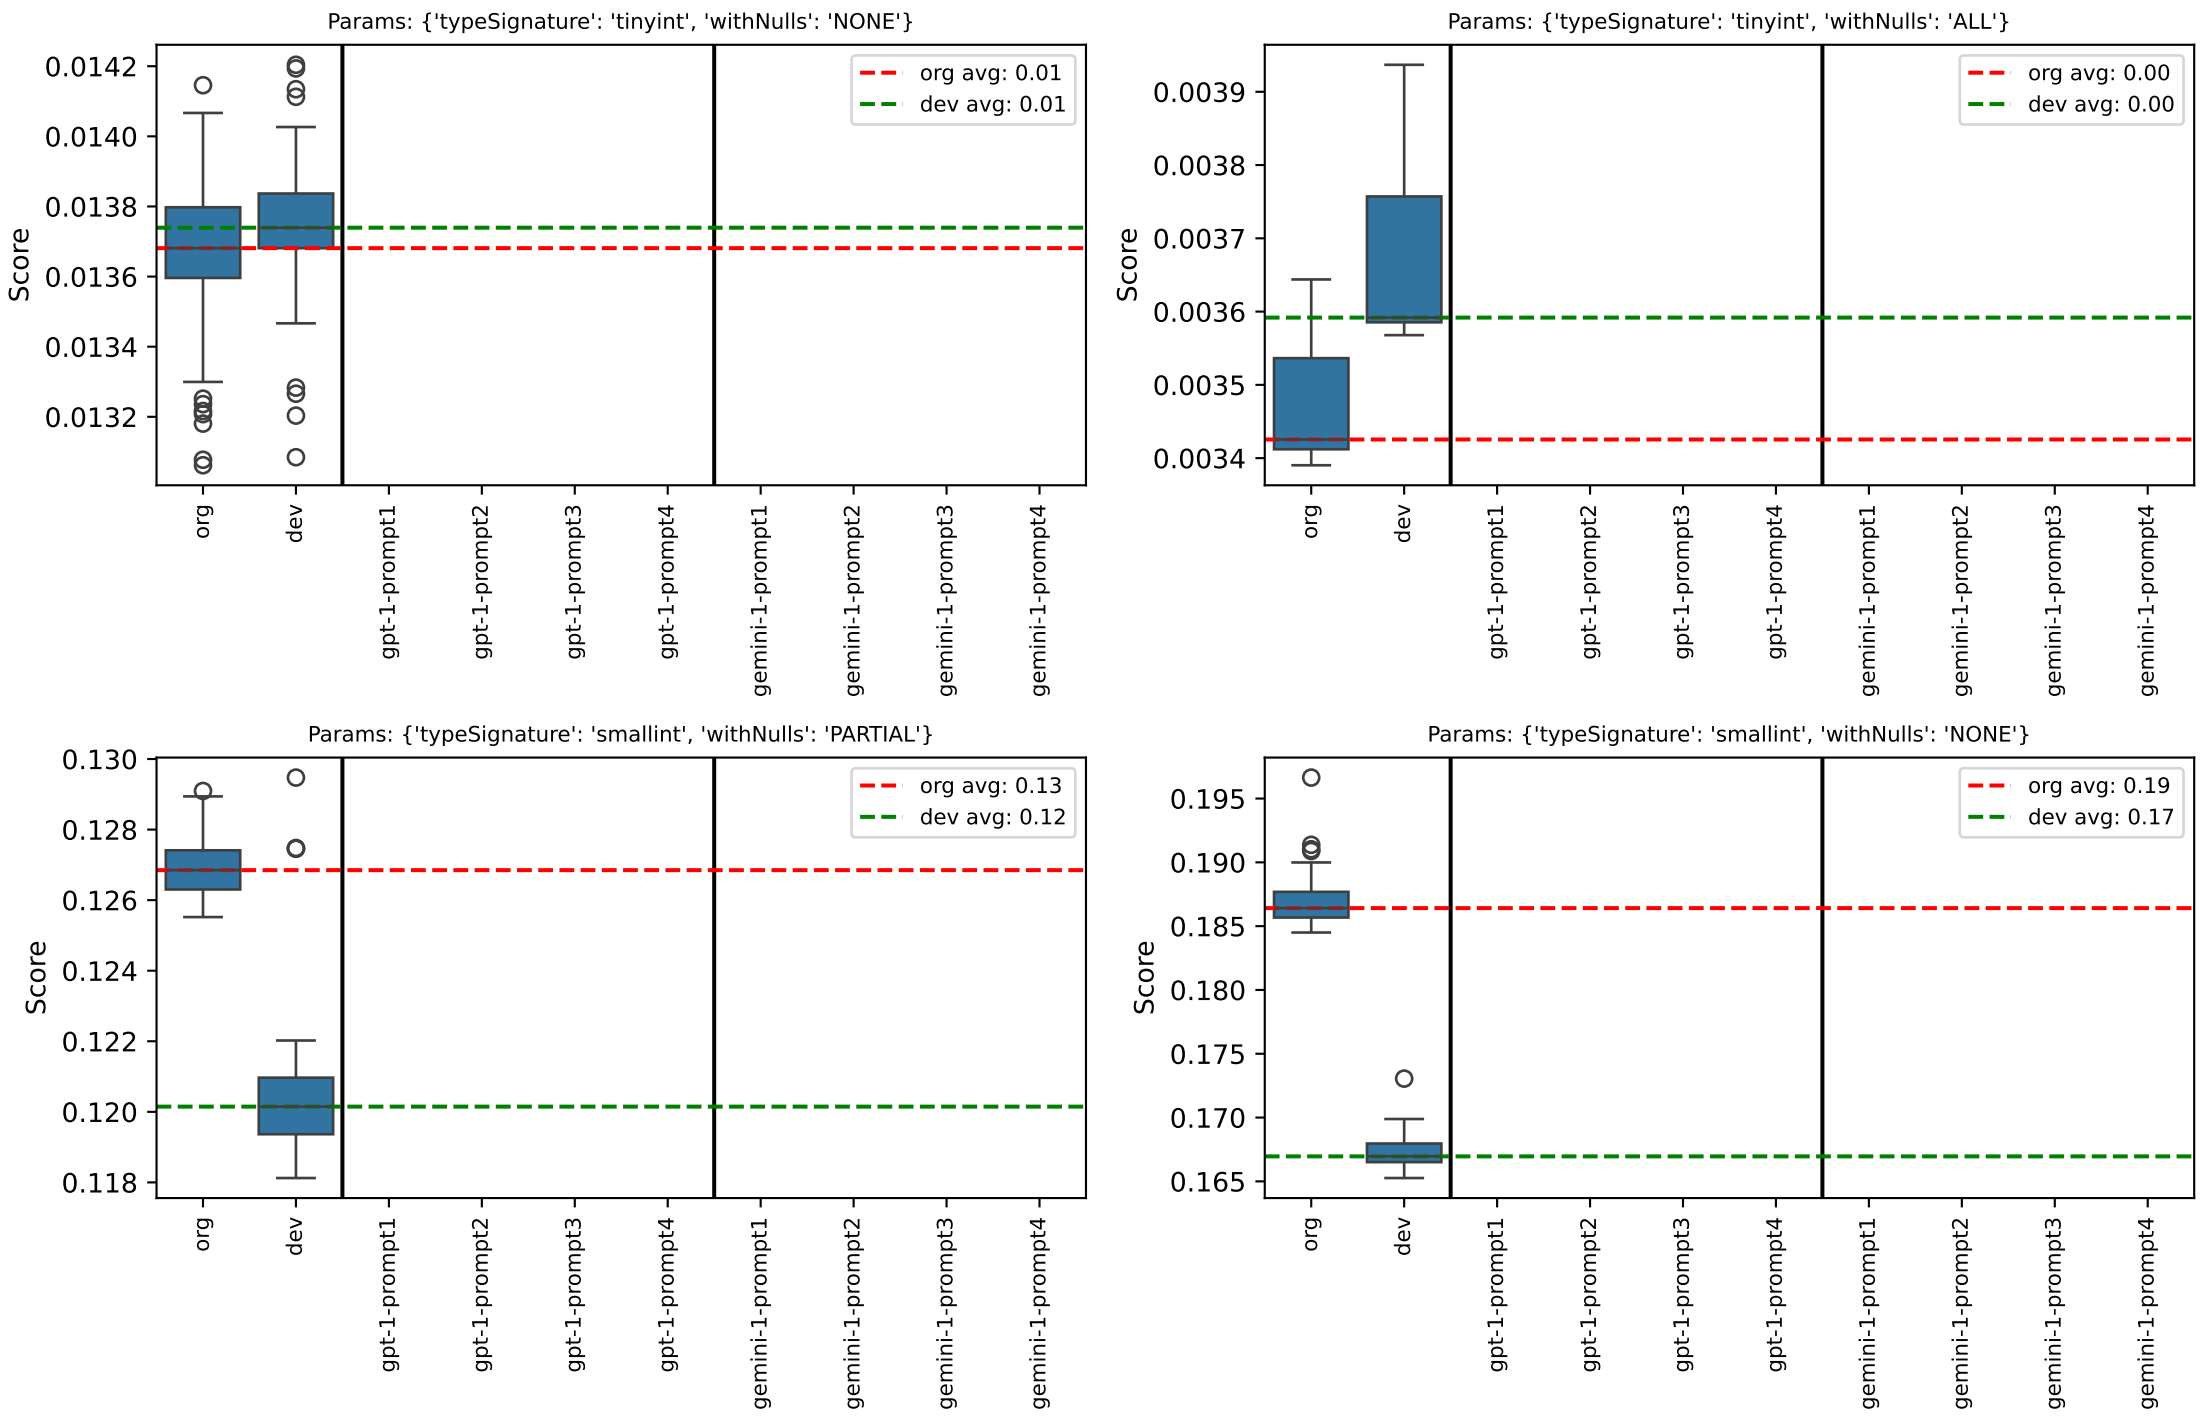 Params: {'typeSignature': 'tinyint', 'withNulls': 'NONE'}
org avg: 0.01
dev avg: 0.01
Score
0.0142
0.0140
0.0138
0.0136
0.0134
0.0132
org
dev
gpt-1-prompt1
gpt-1-prompt2
gpt-1-prompt3
gpt-1-prompt4
gemini-1-prompt1
gemini-1-prompt2
gemini-1-prompt3
gemini-1-prompt4
Params: {'typeSignature': 'tinyint', 'withNulls': 'ALL'}
org avg: 0.00
dev avg: 0.00
Score
0.0039
0.0038
0.0037
0.0036
0.0035
0.0034
org
dev
gpt-1-prompt1
gpt-1-prompt2
gpt-1-prompt3
gpt-1-prompt4
gemini-1-prompt1
gemini-1-prompt2
gemini-1-prompt3
gemini-1-prompt4
Params: {'typeSignature': 'smallint', 'withNulls': 'PARTIAL'}
org avg: 0.13
dev avg: 0.12
Score
0.130
0.128
0.126
0.124
0.122
0.120
0.118
org
dev
gpt-1-prompt1
gpt-1-prompt2
gpt-1-prompt3
gpt-1-prompt4
gemini-1-prompt1
gemini-1-prompt2
gemini-1-prompt3
gemini-1-prompt4
Params: {'typeSignature': 'smallint', 'withNulls': 'NONE'}
org avg: 0.19
dev avg: 0.17
Score
0.195
0.190
0.185
0.180
0.175
0.170
0.165
org
dev
gpt-1-prompt1
gpt-1-prompt2
gpt-1-prompt3
gpt-1-prompt4
gemini-1-prompt1
gemini-1-prompt2
gemini-1-prompt3
gemini-1-prompt4